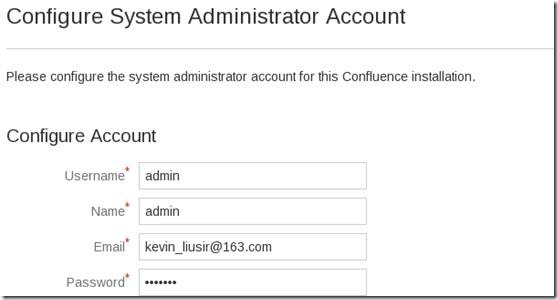 Configure System Administrator Account
Please configure the system administrator account for this Confluence installation.
Configure Account
Username* admin
Name* admin
Email* kevin_liusir@163.com
Password* •••••••